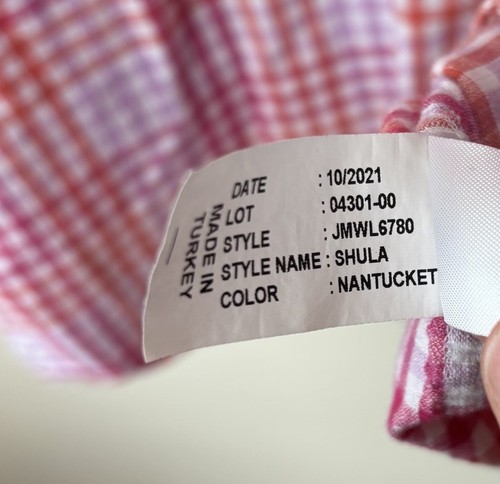 DATE : 10/2021
LOT : 04301-00
STYLE : JMWL6780
STYLE NAME : SHULA
COLOR : NANTUCKET
MADE IN
TURKEY